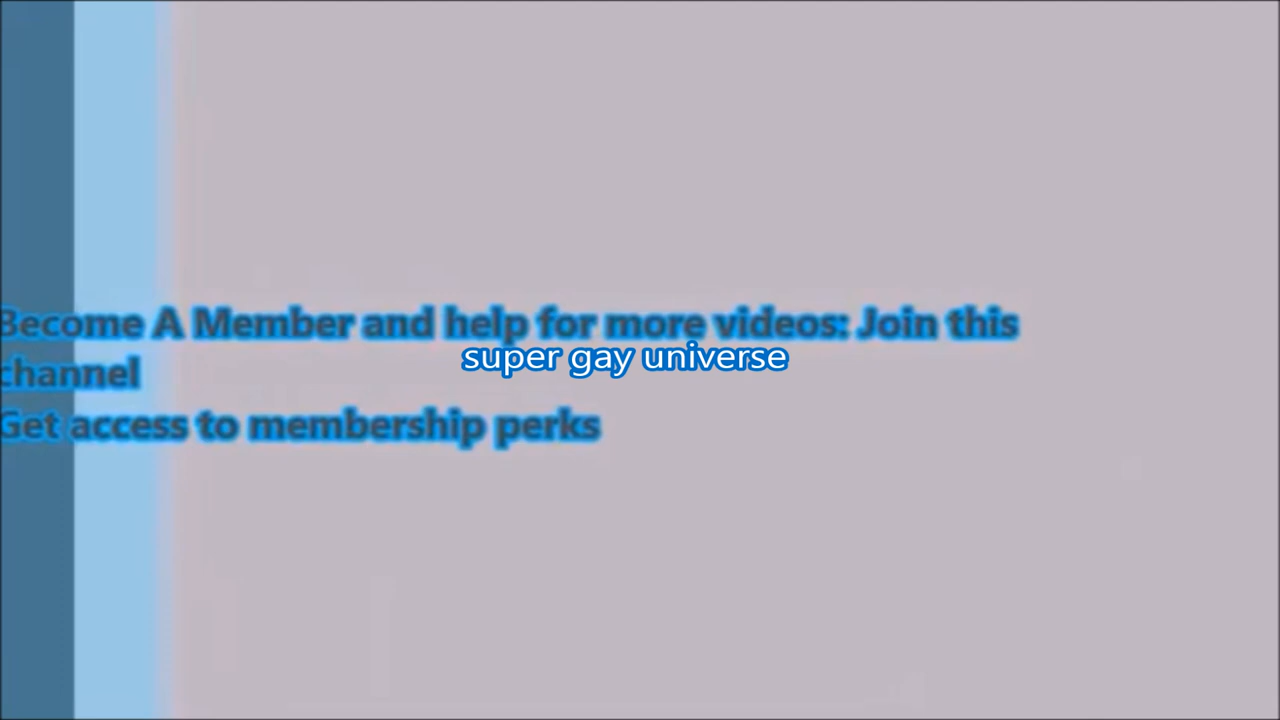 Become A Member and help for more videos: Join this
super gay universe
channel
Get access to membership perks